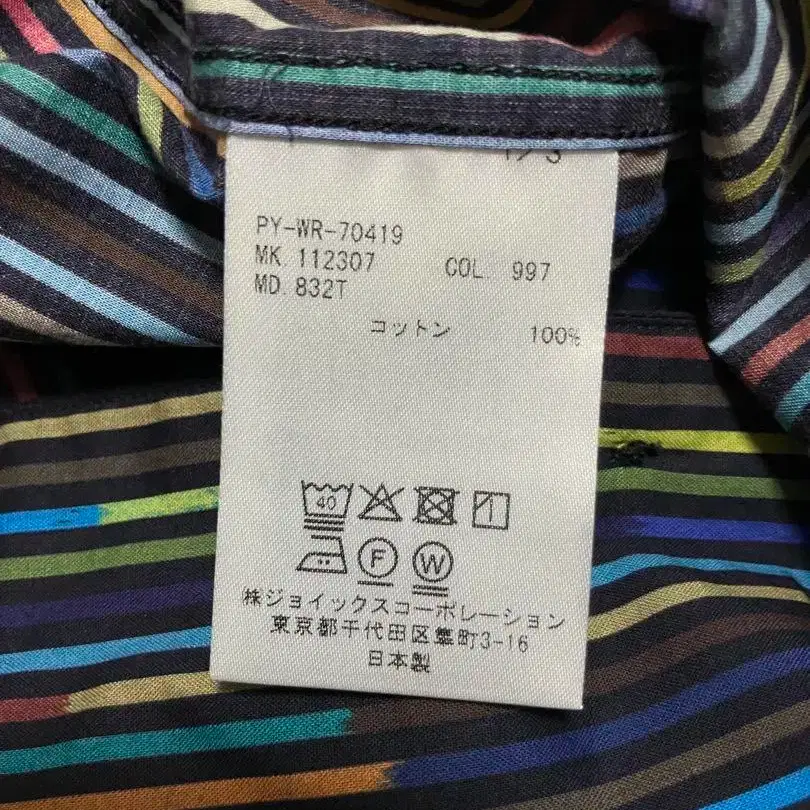 PY-WR-70419
MK. 112307 COL. 997
MD. 832T
コットン 100%
40
F W
株ジョイックスコーポレーション
東京都千代田区隼町3-16
日本製